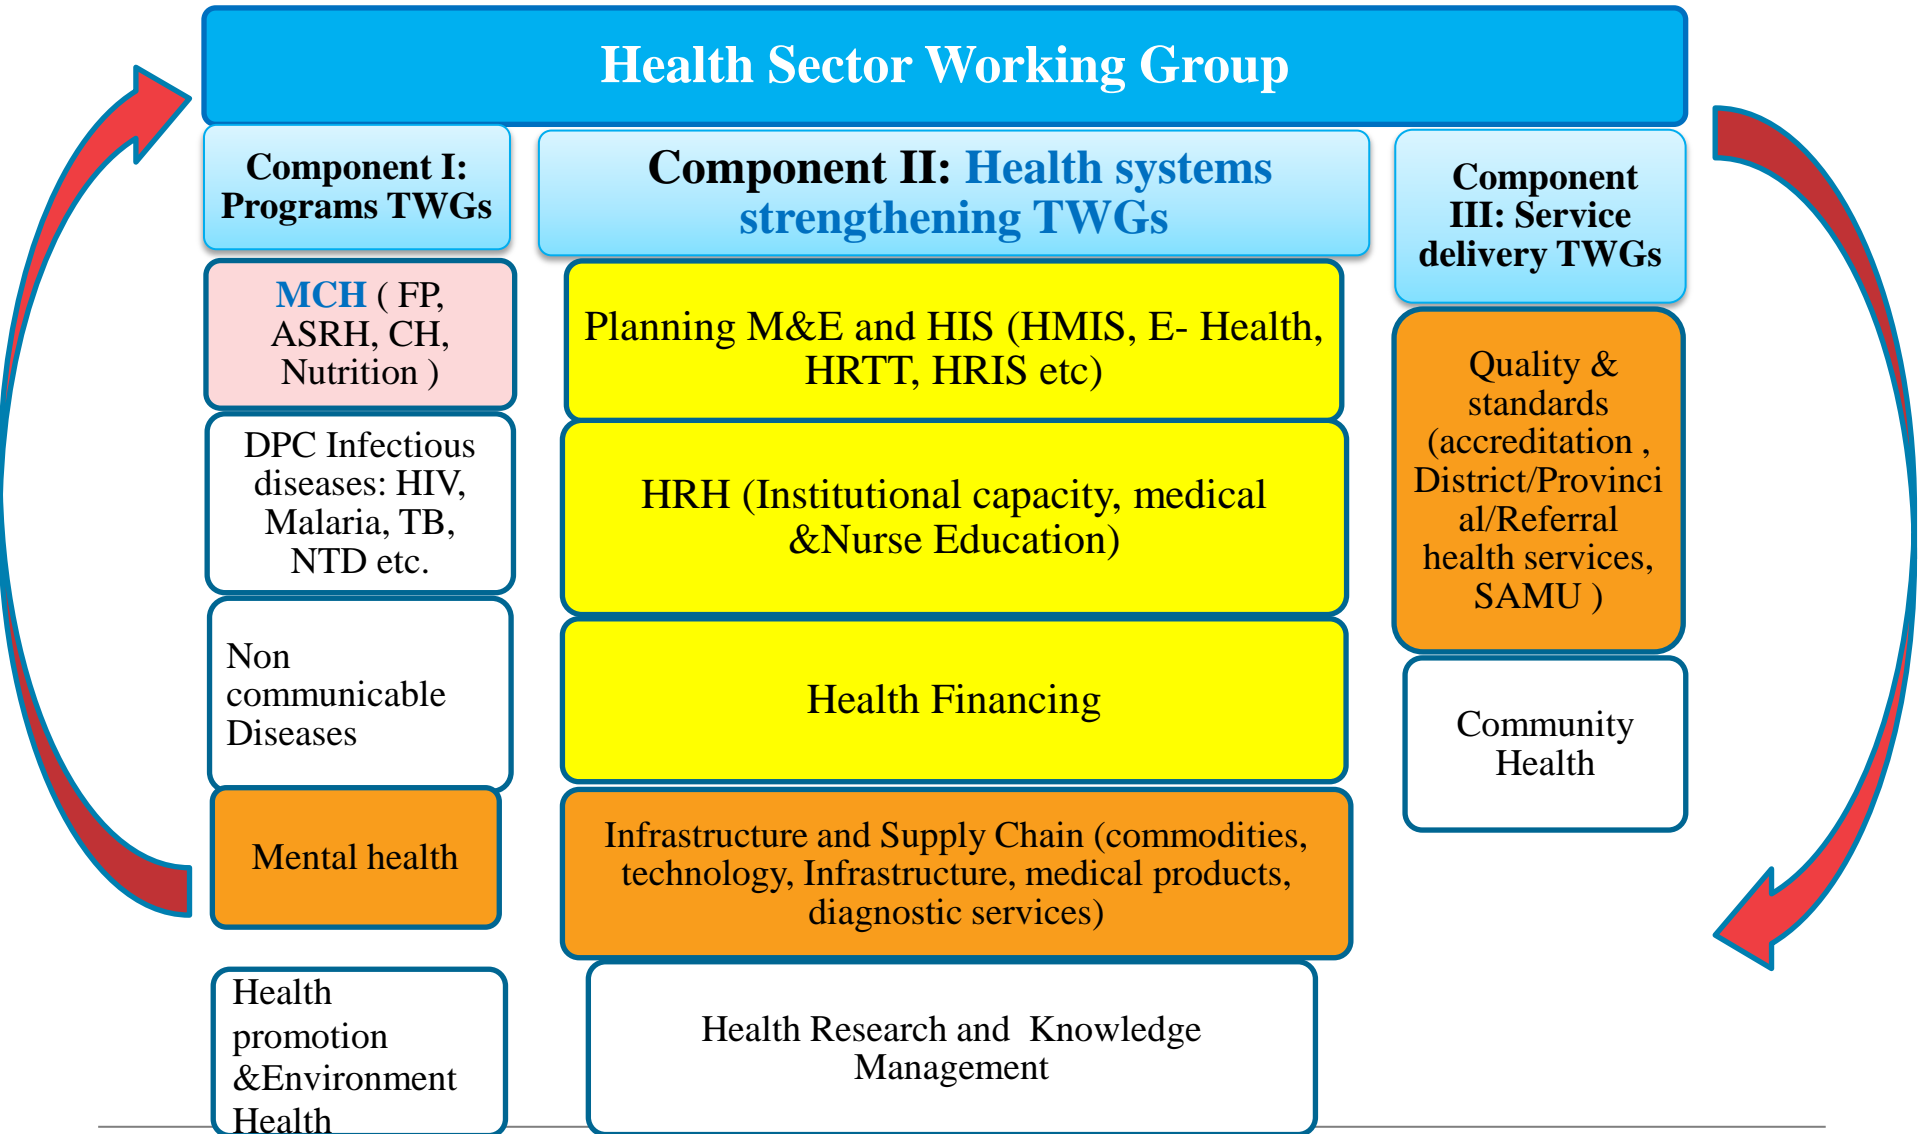 Health Sector Working Group
Component I:
Programs TWGs
MCH ( FP,
ASRH, CH,
Nutrition )
DPC Infectious
diseases: HIV,
Malaria, TB,
NTD etc.
Non
communicable
Diseases
Mental health
Health
promotion
&Environment
Health
Component II: Health systems
strengthening TWGs
Planning M&E and HIS (HMIS, E- Health,
HRTT, HRIS etc)
HRH (Institutional capacity, medical
&Nurse Education)
Health Financing
Infrastructure and Supply Chain (commodities,
technology, Infrastructure, medical products,
diagnostic services)
Health Research and Knowledge
Management
Component
III: Service
delivery TWGs
Quality &
standards
(accreditation ,
District/Provinci
al/Referral
health services,
SAMU )
Community
Health